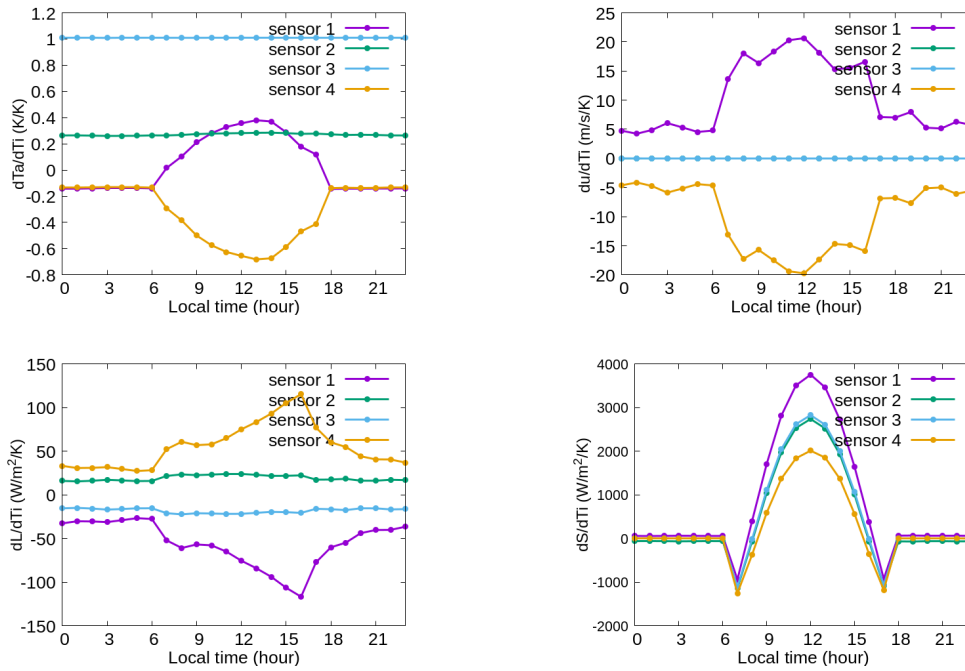 1.2
1
0.8
0.6
0.4
0.2
0
-0.2
-0.4
-0.6
-0.8
dTa/dTi (K/K)
sensor 1
sensor 2
sensor 3
sensor 4
0 3 6 9 12 15 18 21
Local time (hour)
25
20
15
10
5
0
-5
-10
-15
-20
du/dTi (m/s/K)
sensor 1
sensor 2
sensor 3
sensor 4
0 3 6 9 12 15 18 21
Local time (hour)
150
100
50
0
-50
-100
-150
dL/dTi (W/m²/K)
sensor 1
sensor 2
sensor 3
sensor 4
0 3 6 9 12 15 18 21
Local time (hour)
4000
3000
2000
1000
0
-1000
-2000
dS/dTi (W/m²/K)
sensor 1
sensor 2
sensor 3
sensor 4
0 3 6 9 12 15 18 21
Local time (hour)